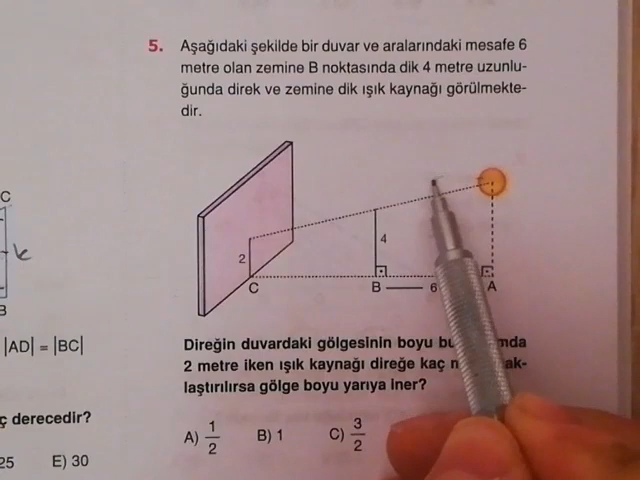 5. Aşağıdaki şekilde bir duvar ve aralarındaki mesafe 6
metre olan zemine B noktasında dik 4 metre uzunlu-
ğunda direk ve zemine dik ışık kaynağı görülmekte-
dir.
C
k
B
|AD| = |BC|
ç derecedir?
25 E) 30
2
4
C B 6 A
Direğin duvardaki gölgesinin boyu
2 metre iken ışık kaynağı direğe kaç
laştırılırsa gölge boyu yarıya iner?
A) 1/2 B) 1 C) 3/2